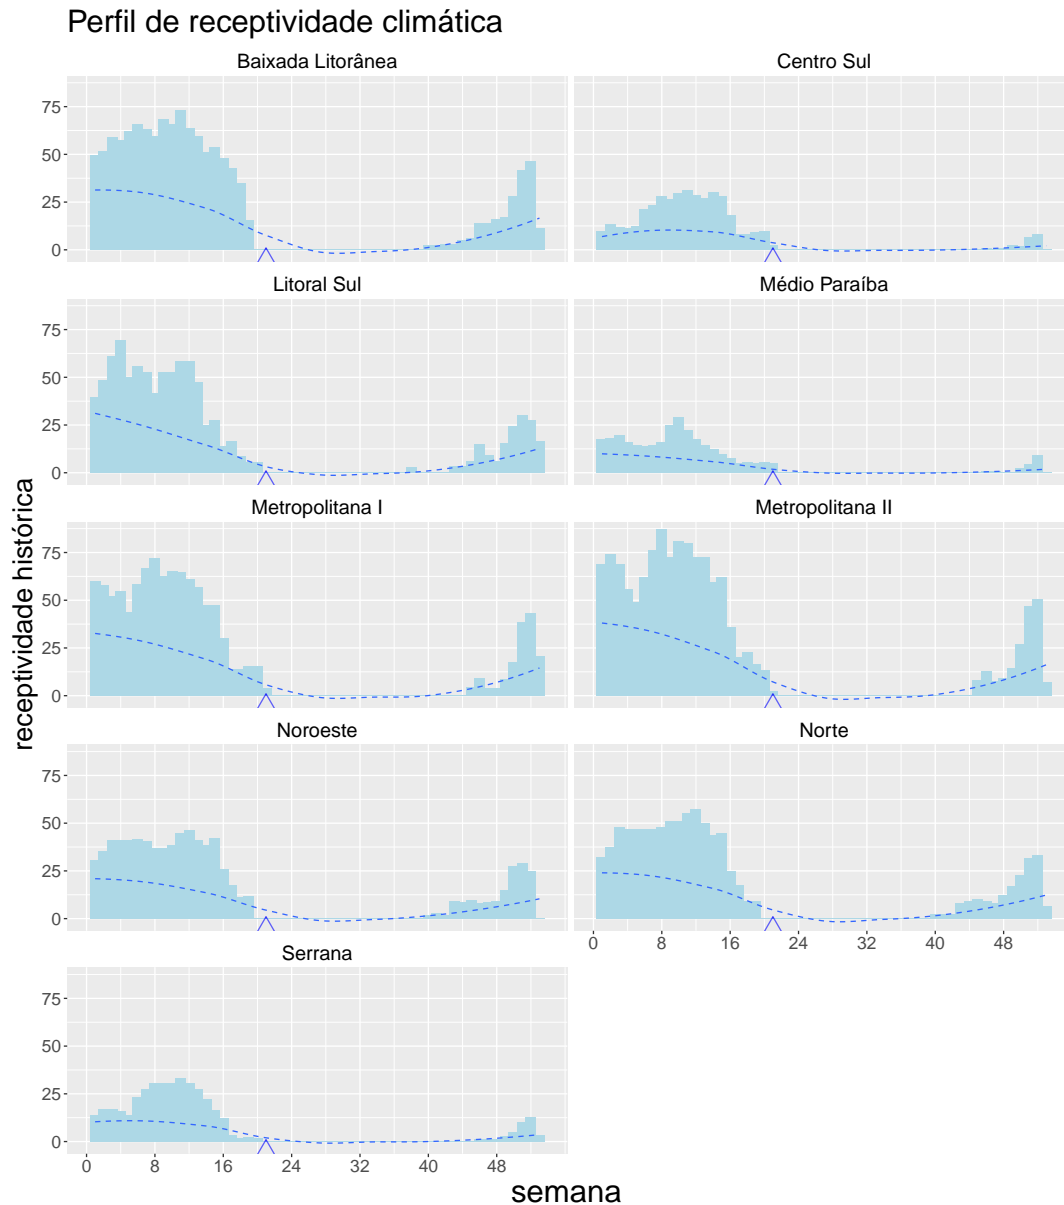 Perfil de receptividade climática
Baixada Litorânea
Centro Sul
75
50
25
0
Litoral Sul
Médio Paraíba
75
50
25
0
Metropolitana I
Metropolitana II
75
50
25
0
Noroeste
Norte
75
50
25
0
0 8 16 24 32 40 48
Serrana
75
50
25
0
0 8 16 24 32 40 48
semana
receptividade histórica